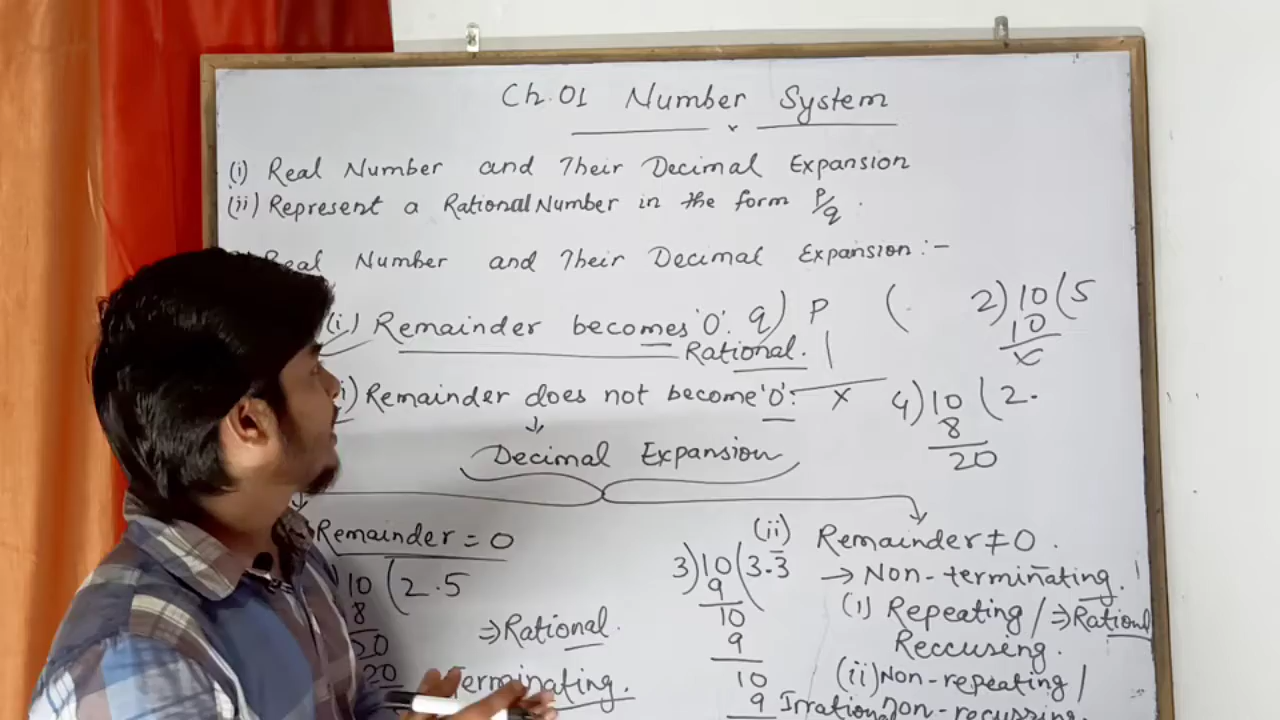 Ch.01 Number System
(i) Real Number and Their Decimal Expansion
(ii) Represent a Rational Number in the form P/q.
Real Number and Their Decimal Expansion:-
(i) Remainder becomes '0'. q) P (
Rational.
2)10(5
10
x
i) Remainder does not become '0'. x
4)10(2.
8
20
Decimal Expansion
Remainder = 0
10(2.5
8
50
20
⇒Rational.
Terminating.
3)10(3.3
9
10
9
10
9
(ii) Remainder ≠ 0.
→ Non-terminating.
(i) Repeating / ⇒ Rational
Reccuseng.
(ii) Non-repeating /
Irrational
non-recussing.